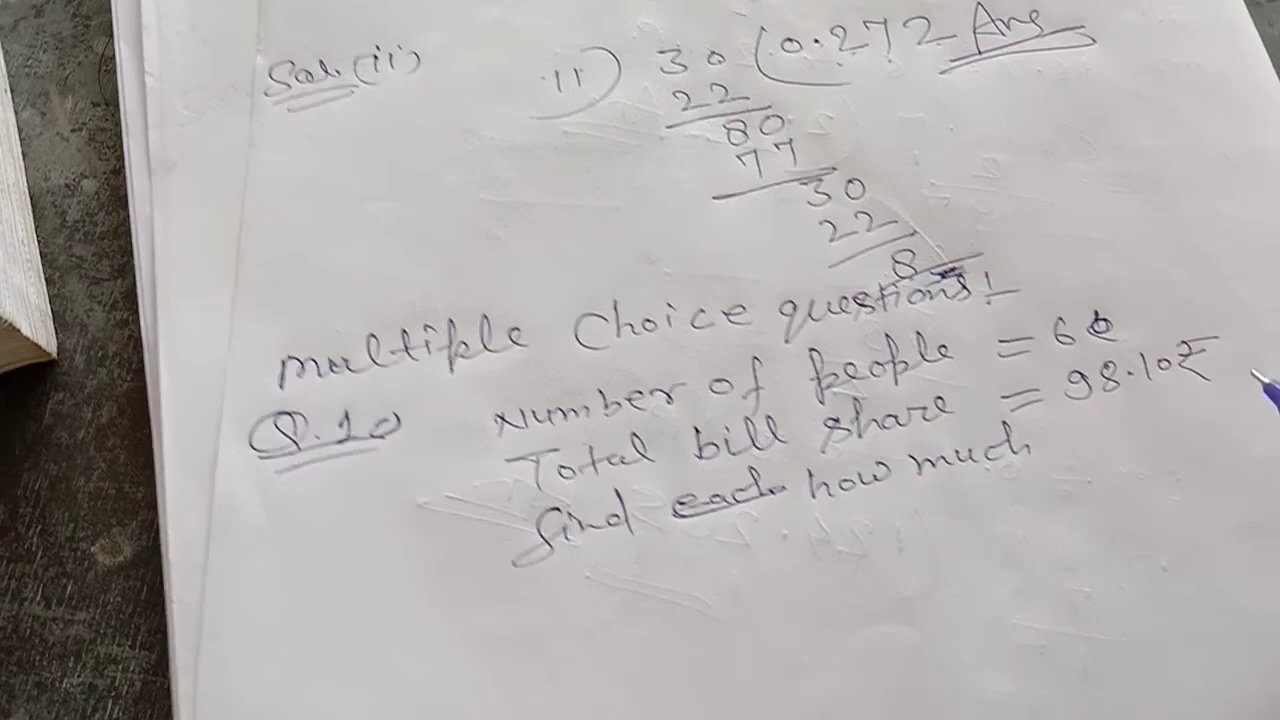 Sol(ii) 11) 30 (0.272 Ans
22
80
77
30
22
8
Multiple Choice questions!
Q.10 Number of people = 6
Total bill share = 98.10₹
find each how much